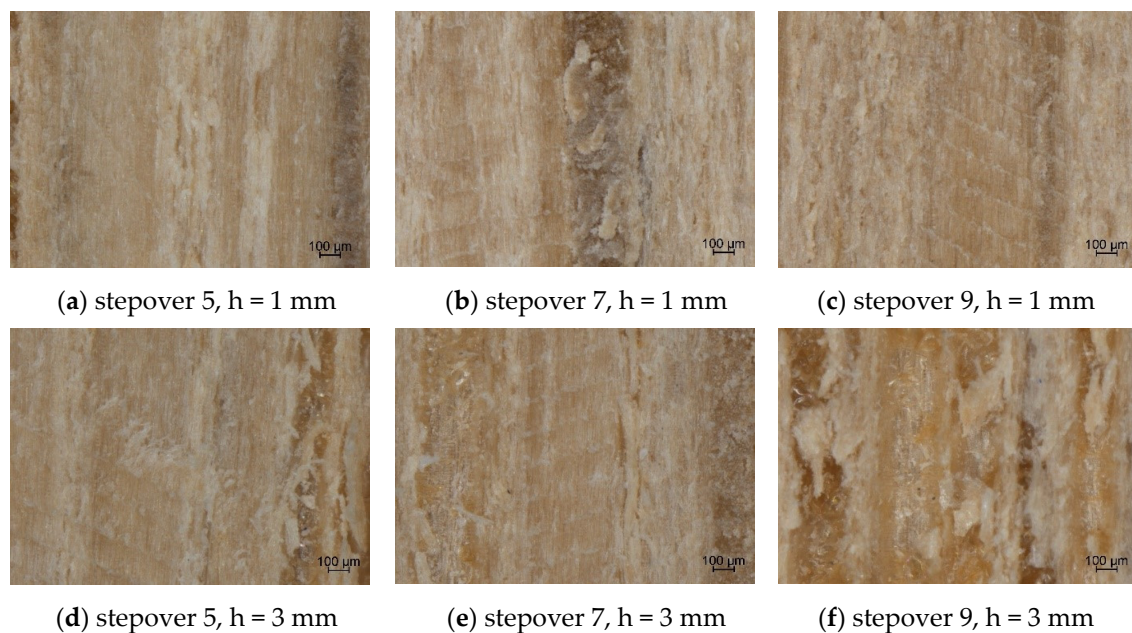 100 µm
100 µm
100 µm
(a) stepover 5, h = 1 mm
(b) stepover 7, h = 1 mm
(c) stepover 9, h = 1 mm
100 µm
100 µm
100 µm
(d) stepover 5, h = 3 mm
(e) stepover 7, h = 3 mm
(f) stepover 9, h = 3 mm